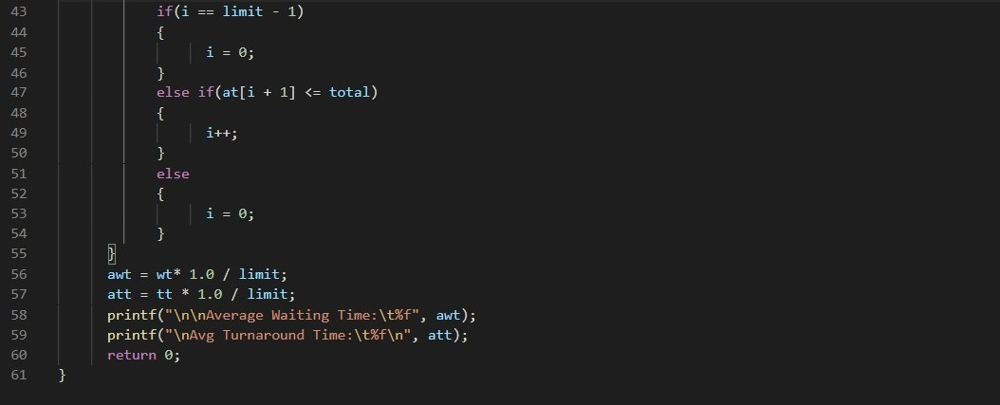 43 if(i == limit - 1)
44 {
45 i = 0;
46 }
47 else if(at[i + 1] <= total)
48 {
49 i++;
50 }
51 else
52 {
53 i = 0;
54 }
55 }
56 awt = wt* 1.0 / limit;
57 att = tt * 1.0 / limit;
58 printf("\n\nAverage Waiting Time:\t%f", awt);
59 printf("\nAvg Turnaround Time:\t%f\n", att);
60 return 0;
61 }